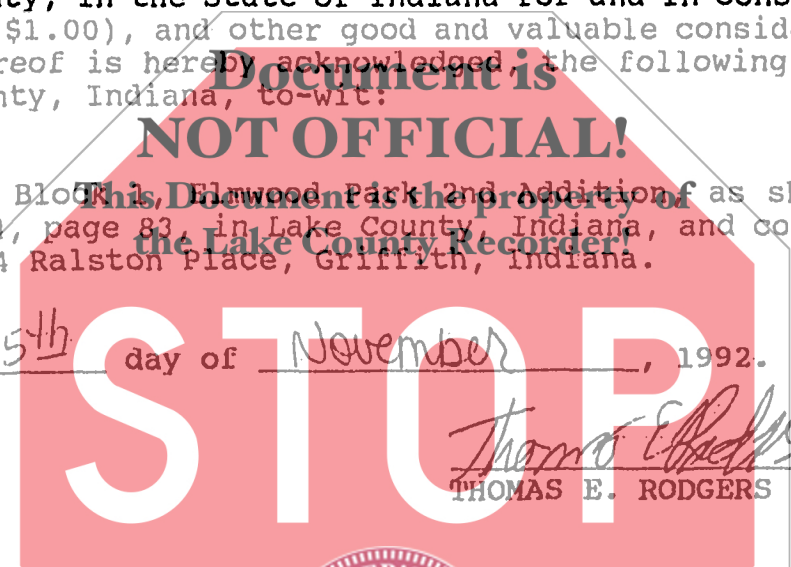 ty, in the State of Indiana for and in cons
$1.00), and other good and valuable conside
reof is hereby acknowledged, the following
nty, Indiana, to-wit:
Document is
NOT OFFICIAL!
Block 1, Elmwood Park 2nd Addition, as sh
This Document is the property of
, page 83, in Lake County, Indiana, and co
the Lake County Recorder!
4 Ralston Place, Griffith, Indiana.
5th day of November, 1992.
Thomas E Rodgers
THOMAS E. RODGERS
STOP